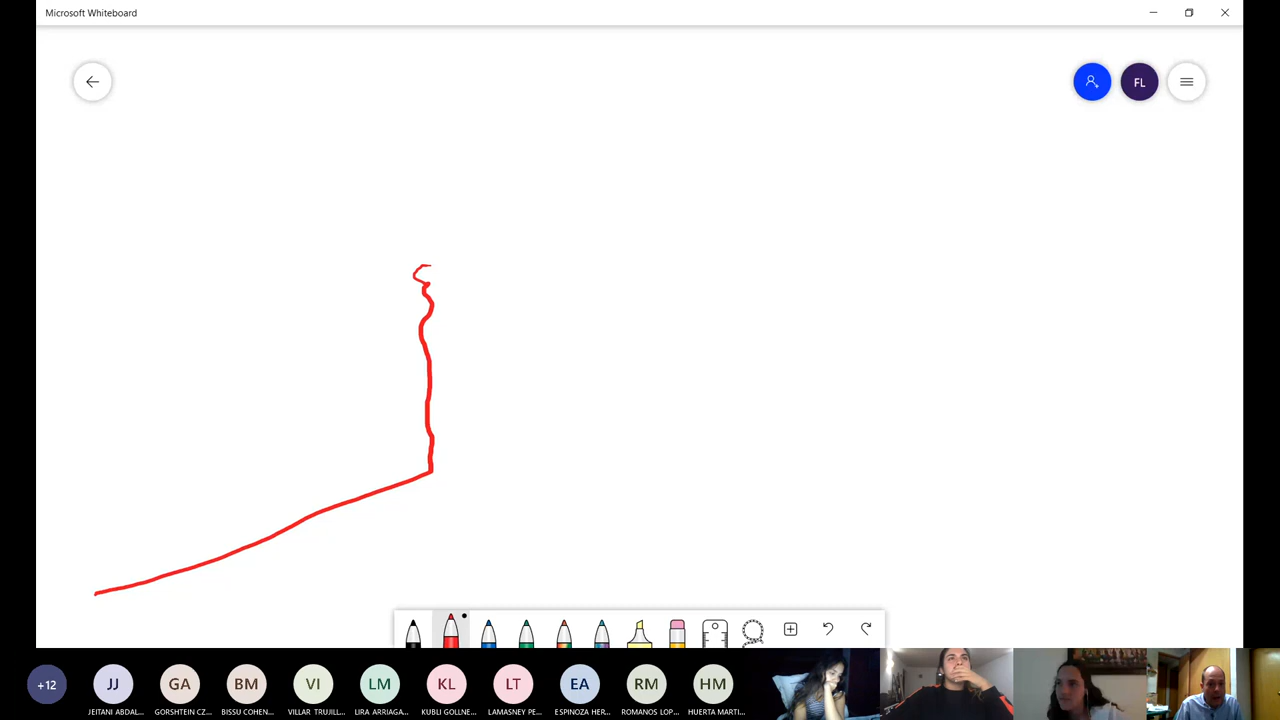 Microsoft Whiteboard
FL
+12
JJ
GA
BM
VI
LM
KL
LT
EA
RM
HM
JEITANI ABDAL...
GORSHTEIN CZ...
BISSU COHEN...
VILLAR TRUJILL...
LIRA ARRIAGA...
KUBLI GOLLNE...
LAMASNEY PE...
ESPINOZA HER...
ROMANOS LOP...
HUERTA MARTI...